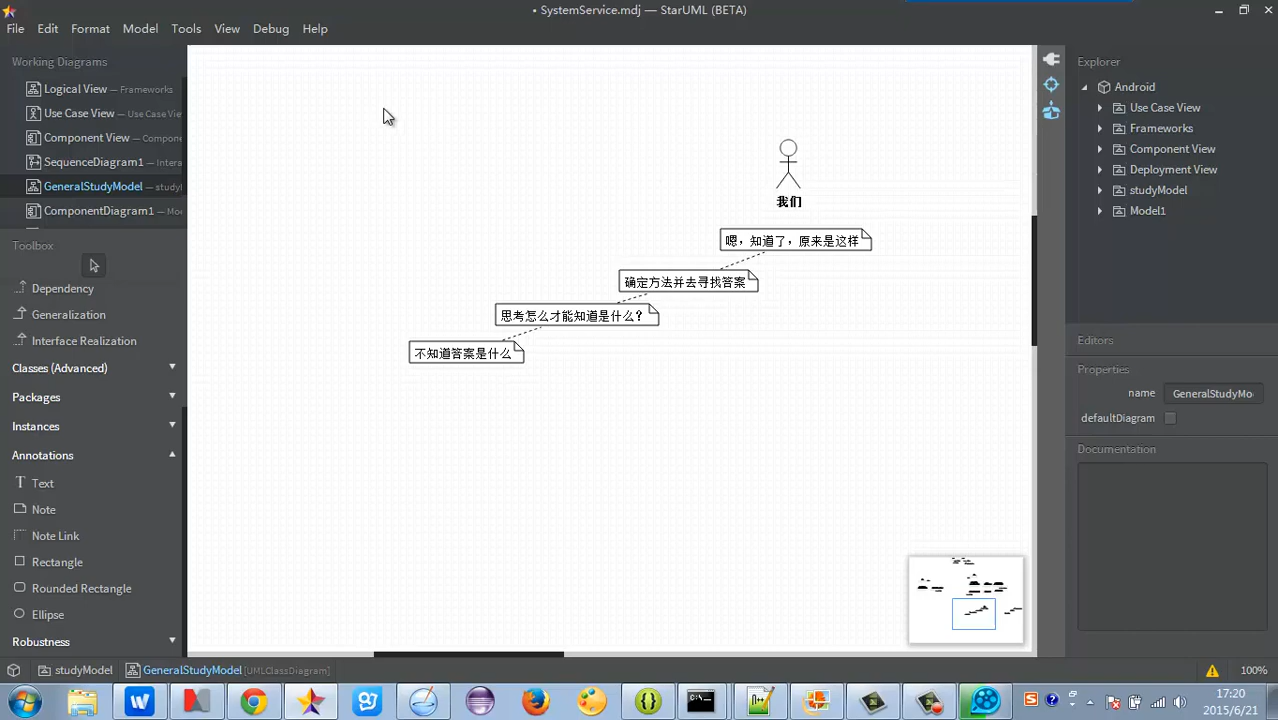 • SystemService.mdj — StarUML (BETA)
File Edit Format Model Tools View Debug Help
Working Diagrams
Logical View — Frameworks
Use Case View — Use Case Vie
Component View — Compone
SequenceDiagram1 — Intera
GeneralStudyModel — study
ComponentDiagram1 — Mo
Toolbox
Dependency
Generalization
Interface Realization
Classes (Advanced)
Packages
Instances
Annotations
Text
Note
Note Link
Rectangle
Rounded Rectangle
Ellipse
Robustness
我们
嗯，知道了，原来是这样
确定方法并去寻找答案
思考怎么才能知道是什么？
不知道答案是什么
Explorer
Android
Use Case View
Frameworks
Component View
Deployment View
studyModel
Model1
Editors
Properties
name GeneralStudyMo
defaultDiagram
Documentation
studyModel GeneralStudyModel [UMLClassDiagram] 100%
17:20
2015/6/21